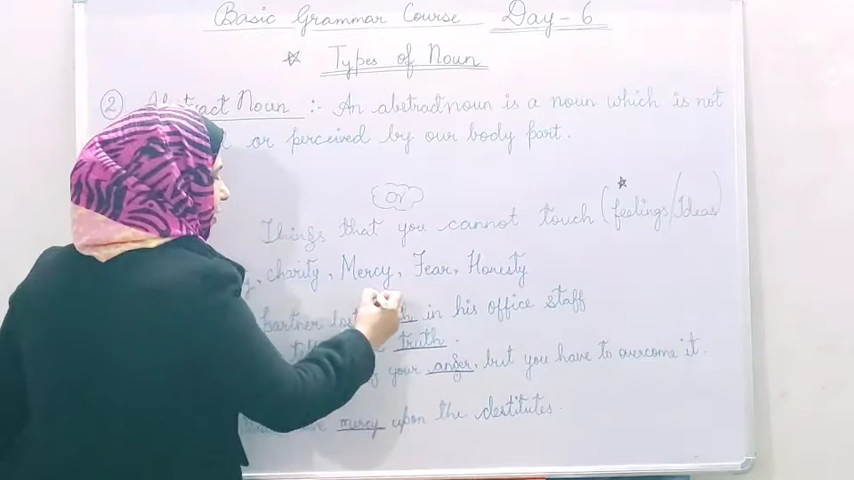 Basic Grammar Course Day - 6
Types of Noun
② Abstract Noun :- An abstract noun is a noun which is not
or perceived by our body part.
or
Things that you cannot touch (feelings/Ideas)
charity, Mercy, Fear, Honesty
partner lost in his office staff
truth.
your anger, but you have to overcome it.
mercy upon the destitutes.